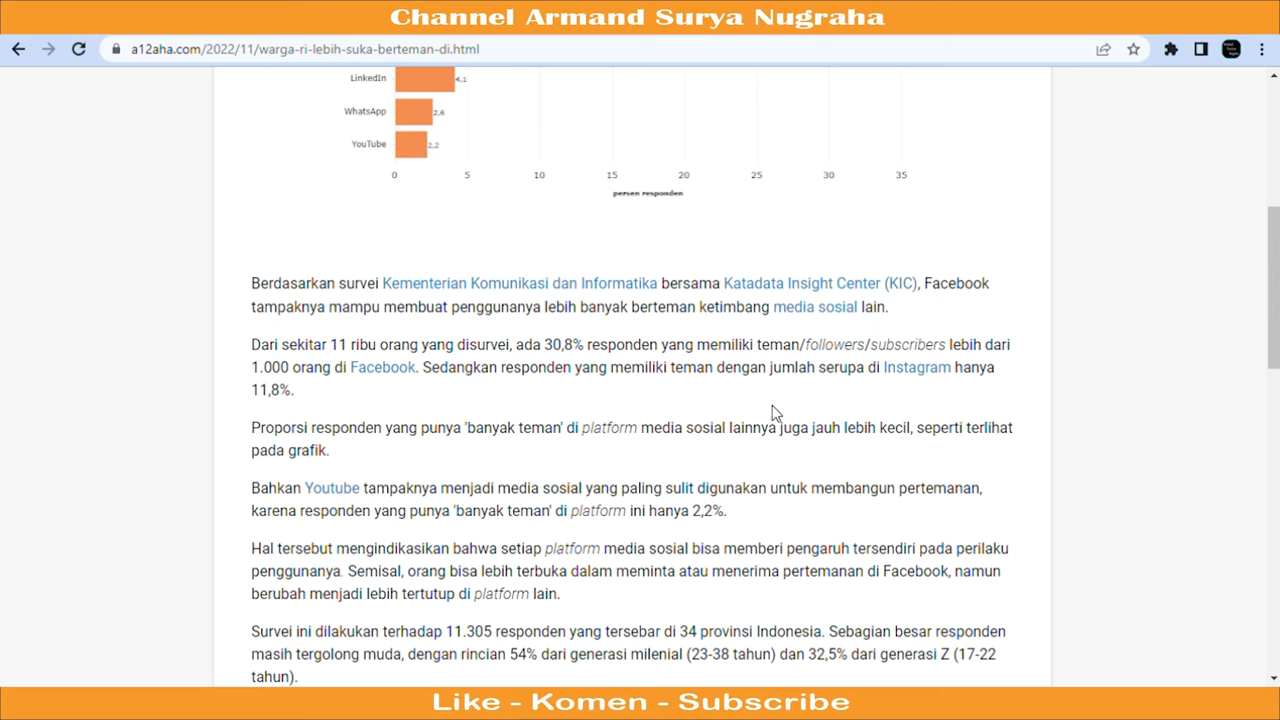 Channel Armand Surya Nugraha
a12aha.com/2022/11/warga-ri-lebih-suka-berteman-di.html
LinkedIn 4,1
WhatsApp 2,6
YouTube 2,2
0 5 10 15 20 25 30 35
persen responden
Berdasarkan survei Kementerian Komunikasi dan Informatika bersama Katadata Insight Center (KIC), Facebook
tampaknya mampu membuat penggunanya lebih banyak berteman ketimbang media sosial lain.
Dari sekitar 11 ribu orang yang disurvei, ada 30,8% responden yang memiliki teman/followers/subscribers lebih dari
1.000 orang di Facebook. Sedangkan responden yang memiliki teman dengan jumlah serupa di Instagram hanya
11,8%.
Proporsi responden yang punya 'banyak teman' di platform media sosial lainnya juga jauh lebih kecil, seperti terlihat
pada grafik.
Bahkan Youtube tampaknya menjadi media sosial yang paling sulit digunakan untuk membangun pertemanan,
karena responden yang punya 'banyak teman' di platform ini hanya 2,2%.
Hal tersebut mengindikasikan bahwa setiap platform media sosial bisa memberi pengaruh tersendiri pada perilaku
penggunanya. Semisal, orang bisa lebih terbuka dalam meminta atau menerima pertemanan di Facebook, namun
berubah menjadi lebih tertutup di platform lain.
Survei ini dilakukan terhadap 11.305 responden yang tersebar di 34 provinsi Indonesia. Sebagian besar responden
masih tergolong muda, dengan rincian 54% dari generasi milenial (23-38 tahun) dan 32,5% dari generasi Z (17-22
tahun).
Like - Komen - Subscribe